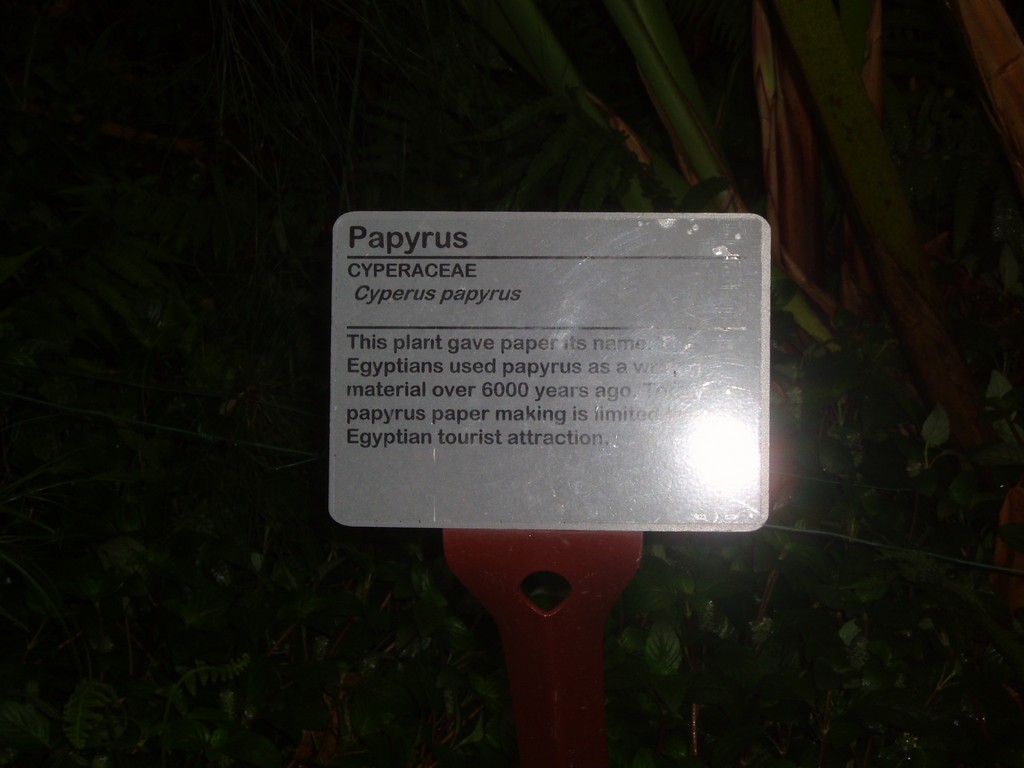 Papyrus
CYPERACEAE
Cyperus papyrus
This plant gave paper its name.
Egyptians used papyrus as a
material over 6000 years ago.
papyrus paper making is limited
Egyptian tourist attraction.